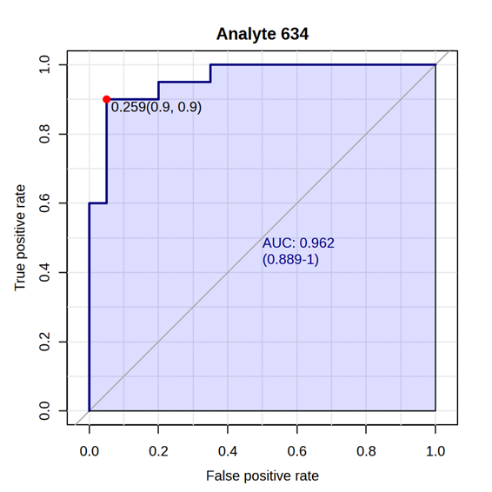 Analyte 634
1.0
0.8
0.6
0.4
0.2
0.0
True positive rate
0.259(0.9, 0.9)
AUC: 0.962
(0.889-1)
0.0 0.2 0.4 0.6 0.8 1.0
False positive rate